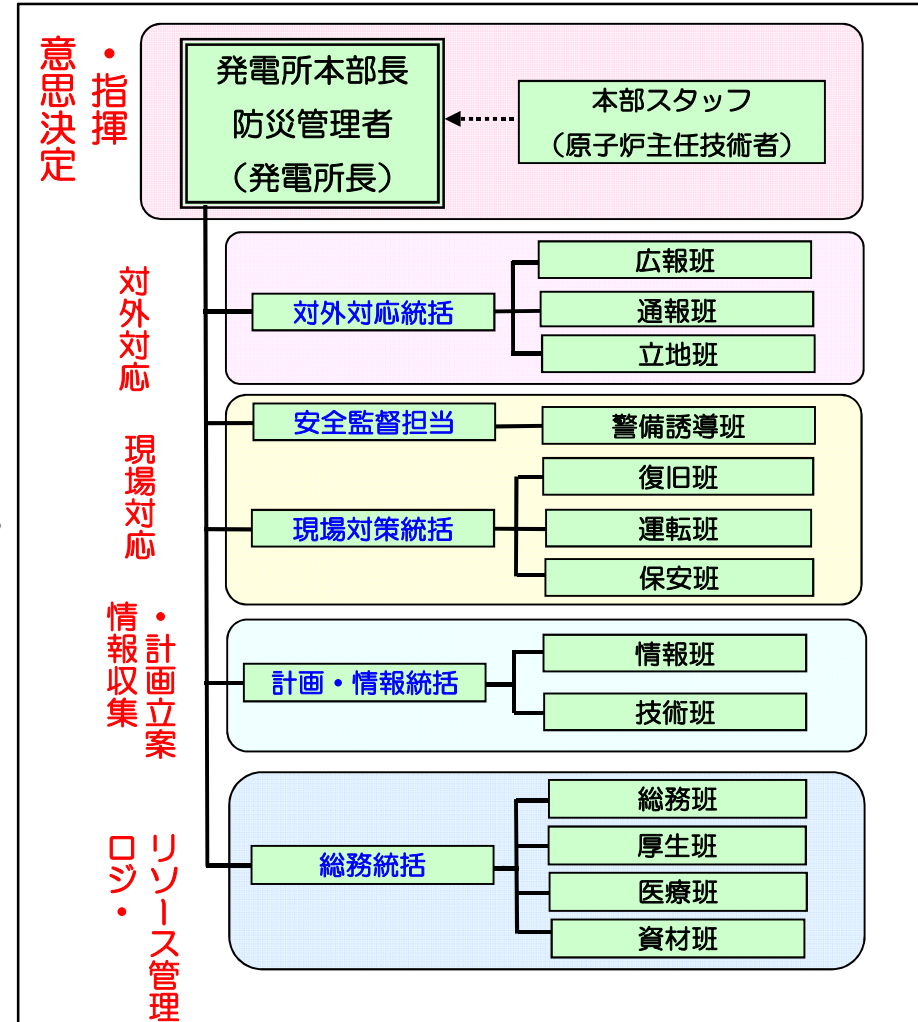 意思決定
・指揮
発電所本部長
防災管理者
（発電所長）
本部スタッフ
（原子炉主任技術者）
対外対応
対外対応統括
広報班
通報班
立地班
現場対応
安全監督担当
警備誘導班
現場対策統括
復旧班
運転班
保安班
情報収集
・計画立案
計画・情報統括
情報班
技術班
ロジ・
リソース管理
総務統括
総務班
厚生班
医療班
資材班